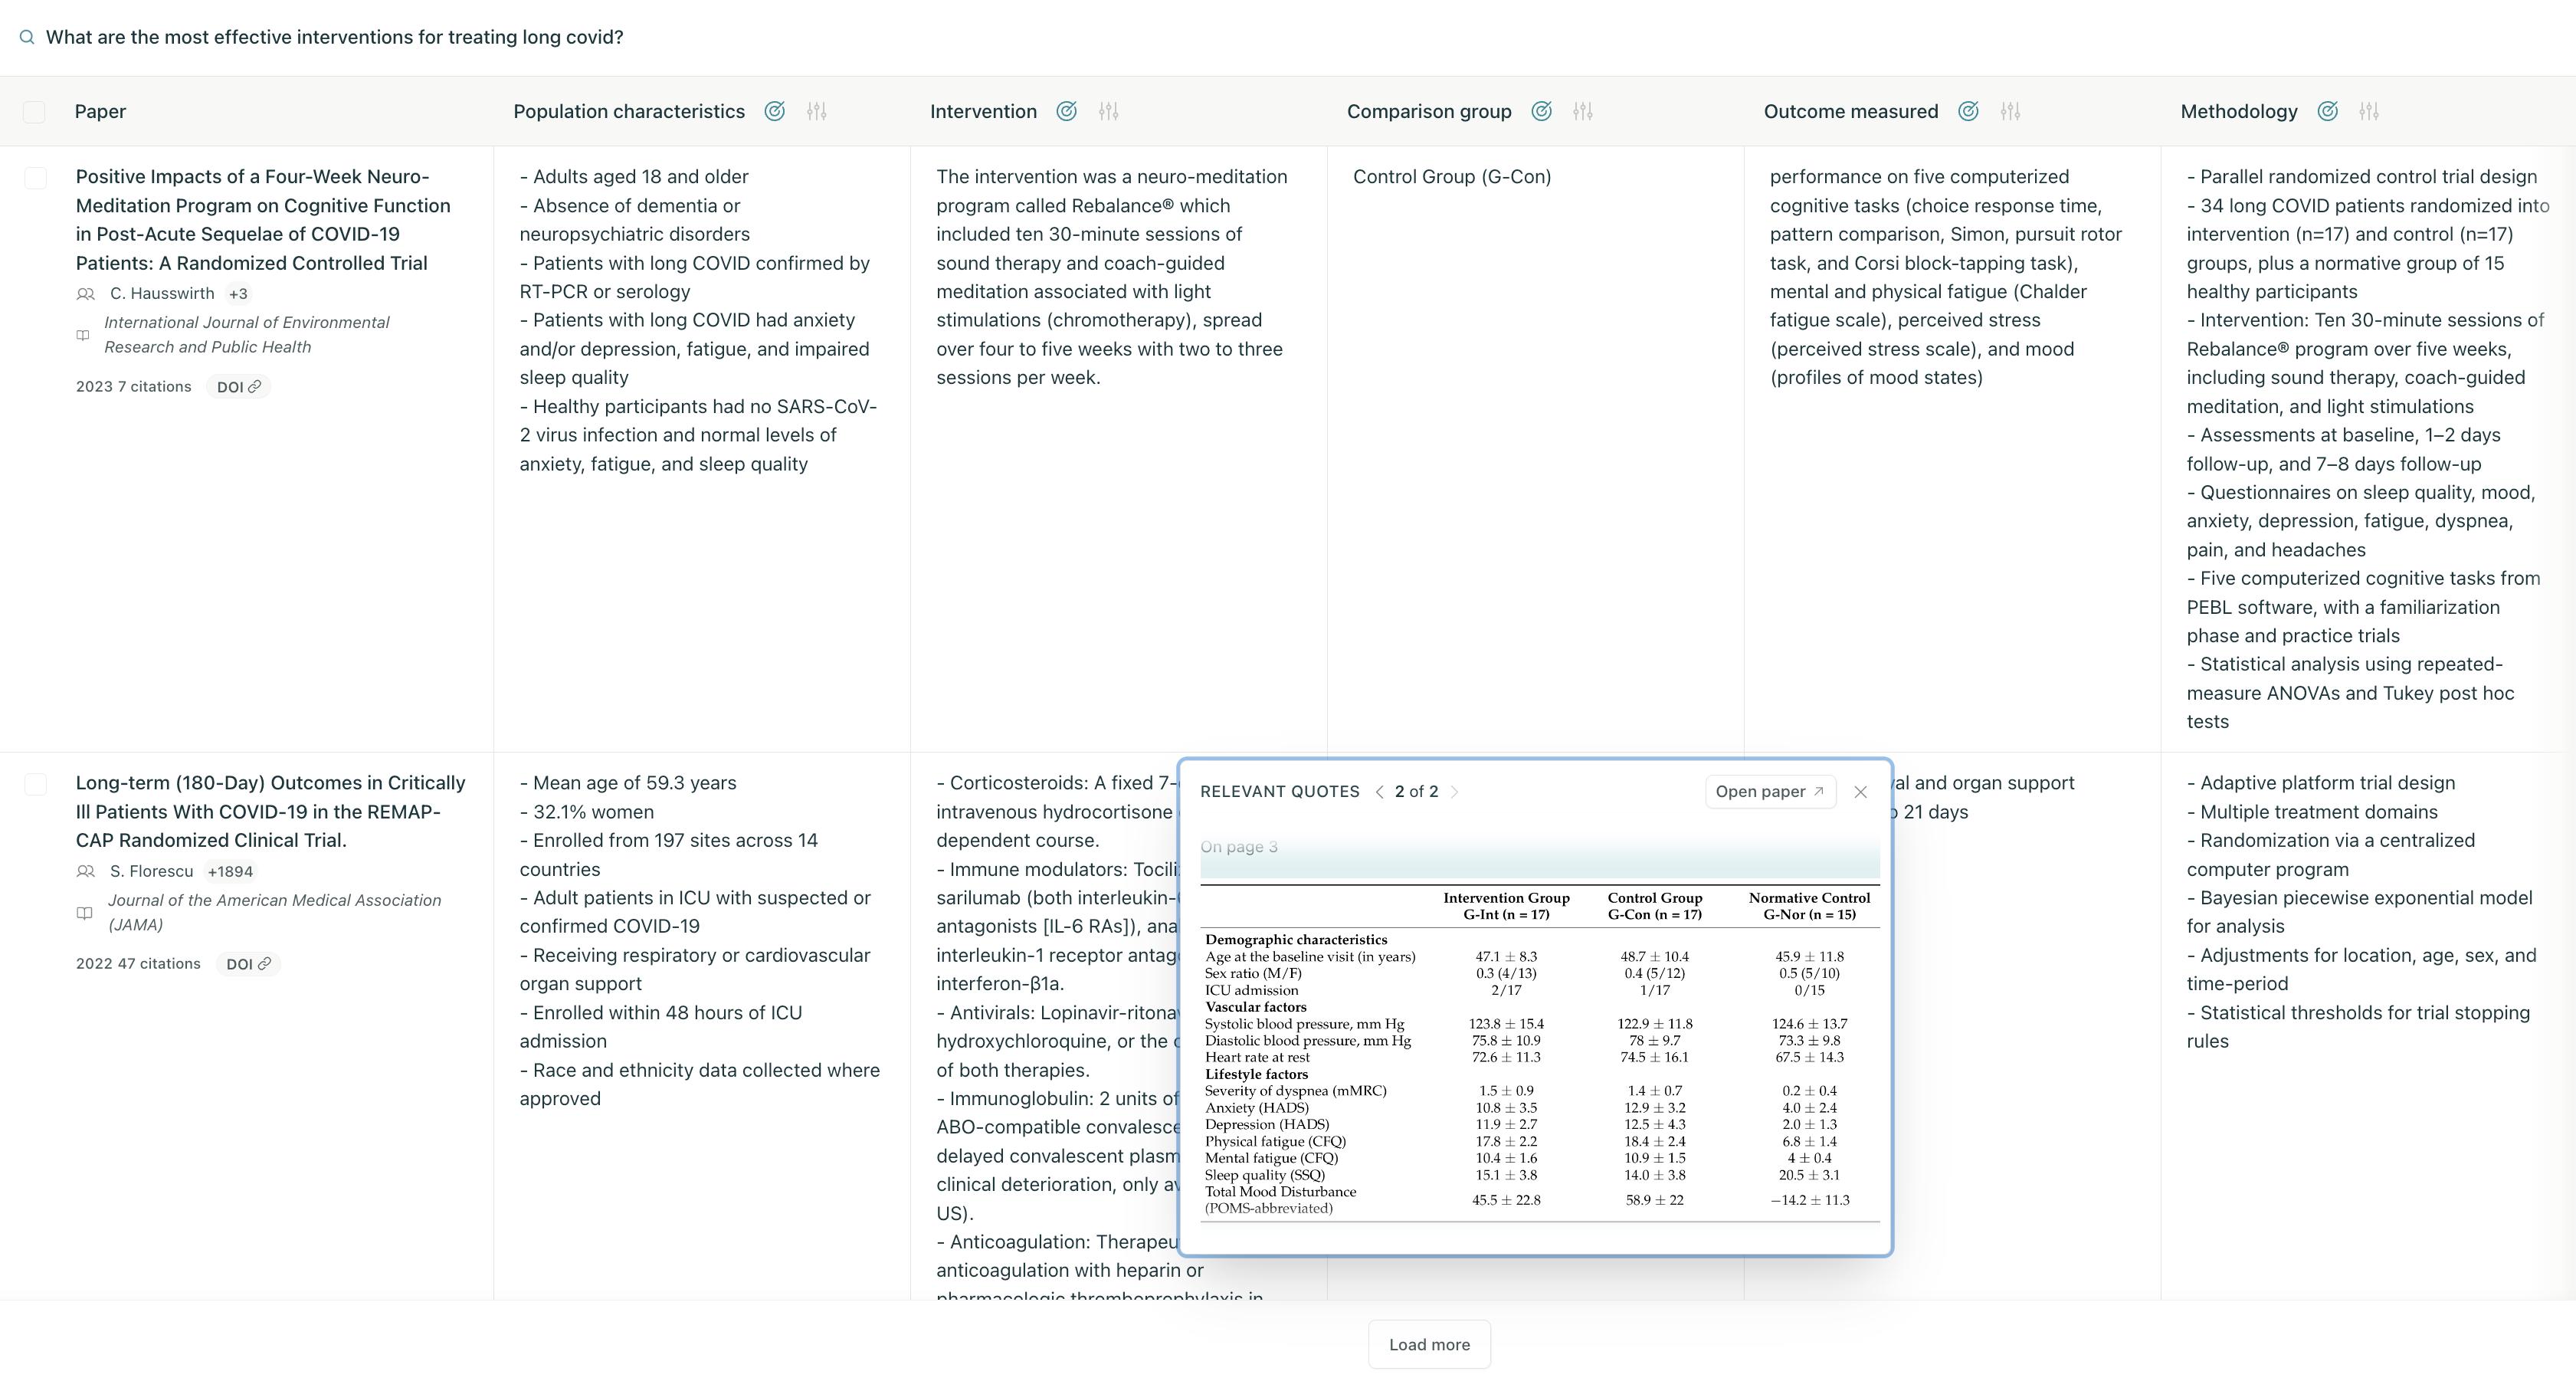 What are the most effective interventions for treating long covid?
Paper
Population characteristics
Intervention
Comparison group
Outcome measured
Methodology
Positive Impacts of a Four-Week Neuro-
Meditation Program on Cognitive Function
in Post-Acute Sequelae of COVID-19
Patients: A Randomized Controlled Trial
C. Hausswirth +3
International Journal of Environmental
Research and Public Health
2023 7 citations DOI
- Adults aged 18 and older
- Absence of dementia or
neuropsychiatric disorders
- Patients with long COVID confirmed by
RT-PCR or serology
- Patients with long COVID had anxiety
and/or depression, fatigue, and impaired
sleep quality
- Healthy participants had no SARS-CoV-
2 virus infection and normal levels of
anxiety, fatigue, and sleep quality
The intervention was a neuro-meditation
program called Rebalance® which
included ten 30-minute sessions of
sound therapy and coach-guided
meditation associated with light
stimulations (chromotherapy), spread
over four to five weeks with two to three
sessions per week.
Control Group (G-Con)
performance on five computerized
cognitive tasks (choice response time,
pattern comparison, Simon, pursuit rotor
task, and Corsi block-tapping task),
mental and physical fatigue (Chalder
fatigue scale), perceived stress
(perceived stress scale), and mood
(profiles of mood states)
- Parallel randomized control trial design
- 34 long COVID patients randomized into
intervention (n=17) and control (n=17)
groups, plus a normative group of 15
healthy participants
- Intervention: Ten 30-minute sessions of
Rebalance® program over five weeks,
including sound therapy, coach-guided
meditation, and light stimulations
- Assessments at baseline, 1–2 days
follow-up, and 7–8 days follow-up
- Questionnaires on sleep quality, mood,
anxiety, depression, fatigue, dyspnea,
pain, and headaches
- Five computerized cognitive tasks from
PEBL software, with a familiarization
phase and practice trials
- Statistical analysis using repeated-
measure ANOVAs and Tukey post hoc
tests
Long-term (180-Day) Outcomes in Critically
Ill Patients With COVID-19 in the REMAP-
CAP Randomized Clinical Trial.
S. Florescu +1894
Journal of the American Medical Association
(JAMA)
2022 47 citations DOI
- Mean age of 59.3 years
- 32.1% women
- Enrolled from 197 sites across 14
countries
- Adult patients in ICU with suspected or
confirmed COVID-19
- Receiving respiratory or cardiovascular
organ support
- Enrolled within 48 hours of ICU
admission
- Race and ethnicity data collected where
approved
- Corticosteroids: A fixed 7-
intravenous hydrocortisone
dependent course.
- Immune modulators: Tocili
sarilumab (both interleukin-
antagonists [IL-6 RAs]), ana
interleukin-1 receptor antag
interferon-β1a.
- Antivirals: Lopinavir-ritona
hydroxychloroquine, or the
of both therapies.
- Immunoglobulin: 2 units of
ABO-compatible convalesce
delayed convalescent plasm
clinical deterioration, only av
US).
- Anticoagulation: Therapeu
anticoagulation with heparin or
pharmacologic thromboprophylaxis in
RELEVANT QUOTES 2 of 2 Open paper
On page 3
Intervention Group Control Group Normative Control
G-Int (n = 17) G-Con (n = 17) G-Nor (n = 15)
Demographic characteristics
Age at the baseline visit (in years) 47.1 ± 8.3 48.7 ± 10.4 45.9 ± 11.8
Sex ratio (M/F) 0.3 (4/13) 0.4 (5/12) 0.5 (5/10)
ICU admission 2/17 1/17 0/15
Vascular factors
Systolic blood pressure, mm Hg 123.8 ± 15.4 122.9 ± 11.8 124.6 ± 13.7
Diastolic blood pressure, mm Hg 75.8 ± 10.9 78 ± 9.7 73.3 ± 9.8
Heart rate at rest 72.6 ± 11.3 74.5 ± 16.1 67.5 ± 14.3
Lifestyle factors
Severity of dyspnea (mMRC) 1.5 ± 0.9 1.4 ± 0.7 0.2 ± 0.4
Anxiety (HADS) 10.8 ± 3.5 12.9 ± 3.2 4.0 ± 2.4
Depression (HADS) 11.9 ± 2.7 12.5 ± 4.3 2.0 ± 1.3
Physical fatigue (CFQ) 17.8 ± 2.2 18.4 ± 2.4 6.8 ± 1.4
Mental fatigue (CFQ) 10.4 ± 1.6 10.9 ± 1.5 4 ± 0.4
Sleep quality (SSQ) 15.1 ± 3.8 14.0 ± 3.8 20.5 ± 3.1
Total Mood Disturbance
(POMS-abbreviated) 45.5 ± 22.8 58.9 ± 22 −14.2 ± 11.3
al and organ support
21 days
- Adaptive platform trial design
- Multiple treatment domains
- Randomization via a centralized
computer program
- Bayesian piecewise exponential model
for analysis
- Adjustments for location, age, sex, and
time-period
- Statistical thresholds for trial stopping
rules
Load more